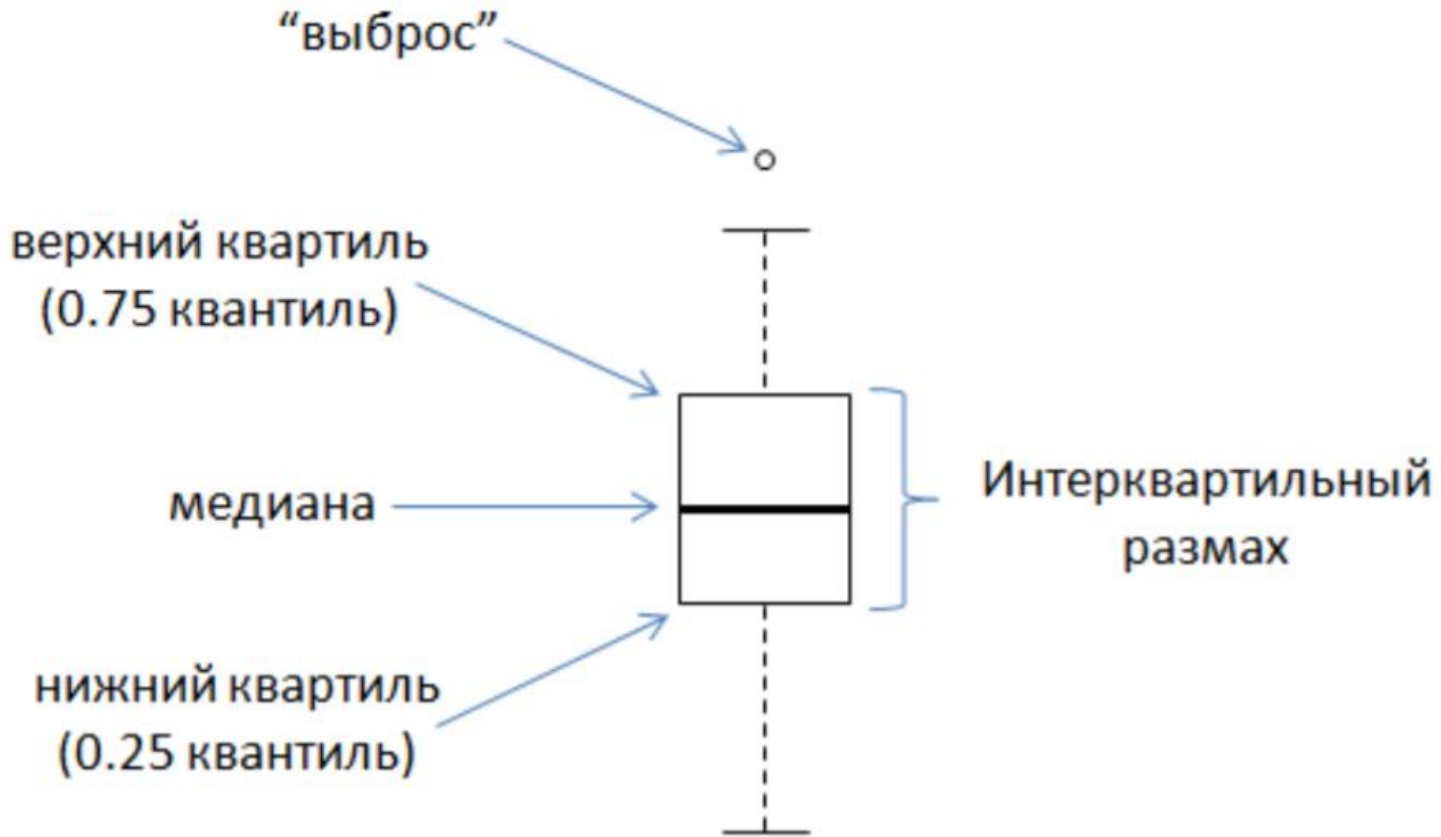 “выброс”
верхний квартиль
(0.75 квантиль)
медиана
Интерквартильный
размах
нижний квартиль
(0.25 квантиль)